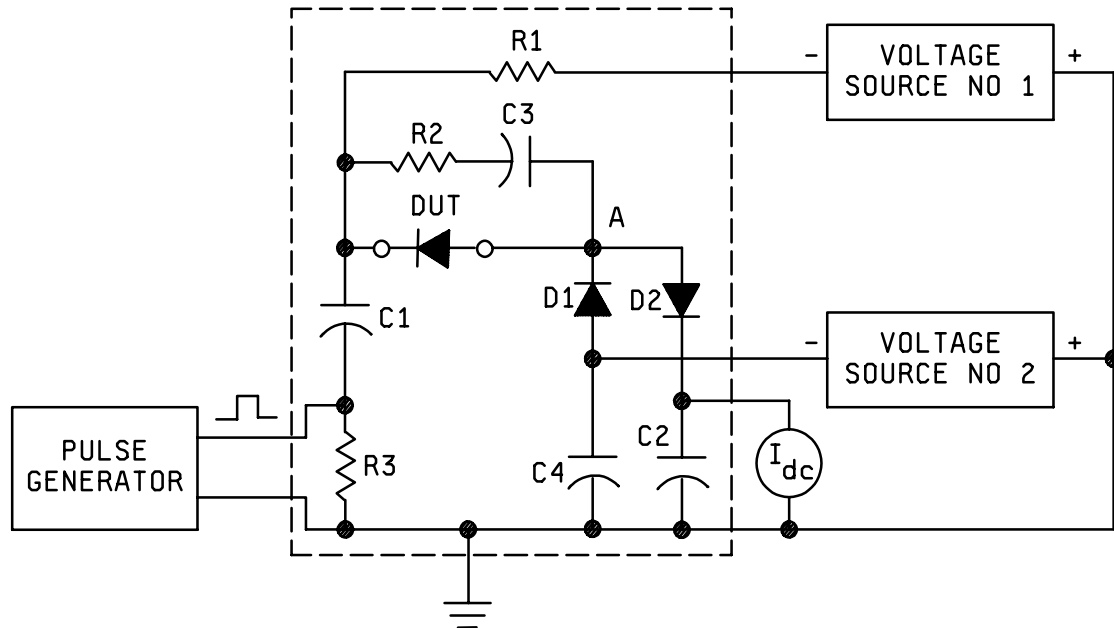 R1
-
VOLTAGE
SOURCE NO 1
+
C3
R2
DUT
A
D1
D2
C1
-
VOLTAGE
SOURCE NO 2
+
PULSE
GENERATOR
R3
C4
C2
Idc